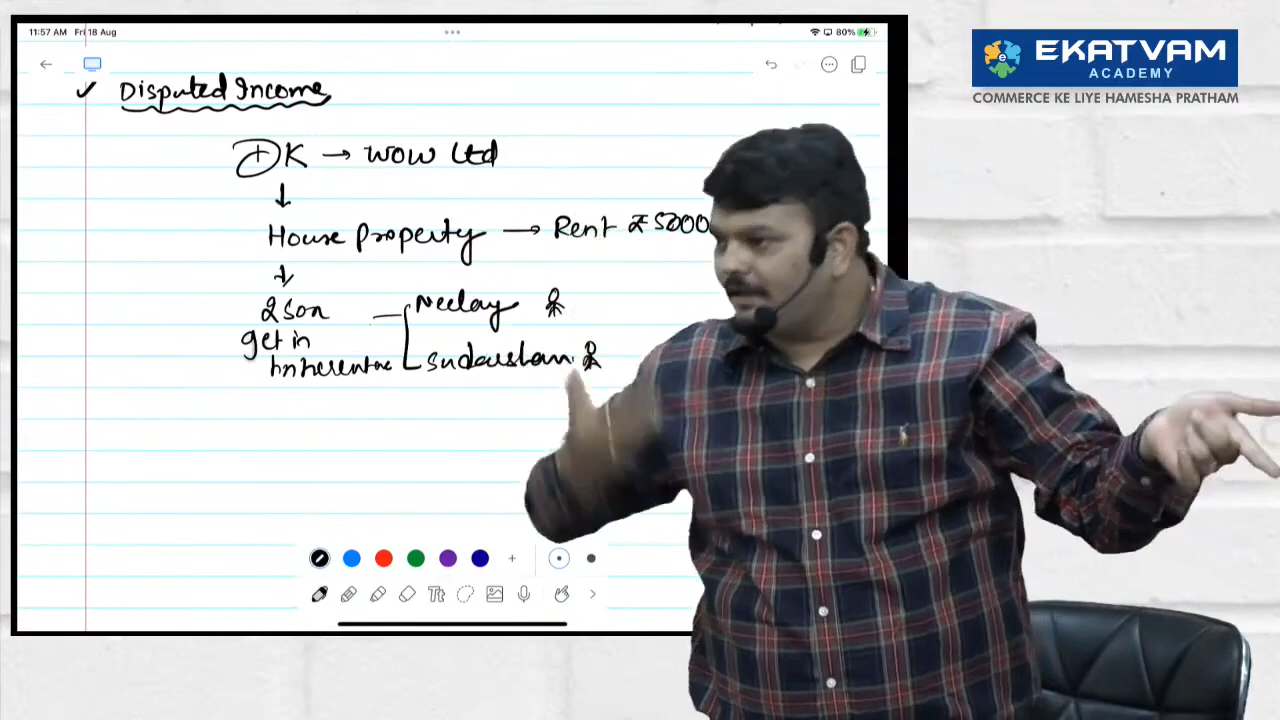 11:57 AM Fri 18 Aug
80%
✓ Disputed Income
DK → WOW Ltd
↓
House Property → Rent ₹ 5000
↓
2 Son
Neelay
get in
Sudarshan
Tt
EKATVAM
ACADEMY
COMMERCE KE LIYE HAMESHA PRATHAM